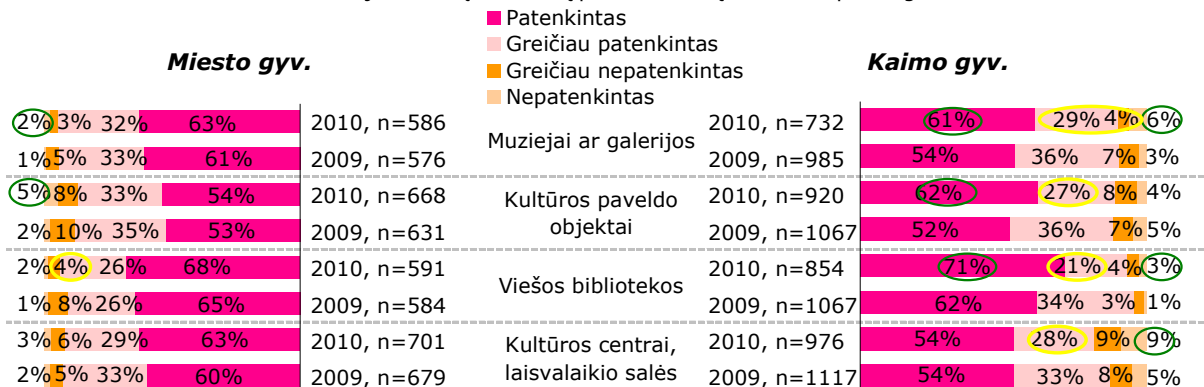 Patenkintas
Greičiau patenkintas
Greičiau nepatenkintas
Nepatenkintas
Miesto gyv.
Kaimo gyv.
2% 3% 32% 63% 2010, n=586
1% 5% 33% 61% 2009, n=576
Muziejai ar galerijos
2010, n=732 61% 29% 4% 6%
2009, n=985 54% 36% 7% 3%
5% 8% 33% 54% 2010, n=668
2% 10% 35% 53% 2009, n=631
Kultūros paveldo
objektai
2010, n=920 62% 27% 8% 4%
2009, n=1067 52% 36% 7% 5%
2% 4% 26% 68% 2010, n=591
1% 8% 26% 65% 2009, n=584
Viešos bibliotekos
2010, n=854 71% 21% 4% 3%
2009, n=1067 62% 34% 3% 1%
3% 6% 29% 63% 2010, n=701
2% 5% 33% 60% 2009, n=679
Kultūros centrai,
laisvalaikio salės
2010, n=976 54% 28% 9% 9%
2009, n=1117 54% 33% 8% 5%